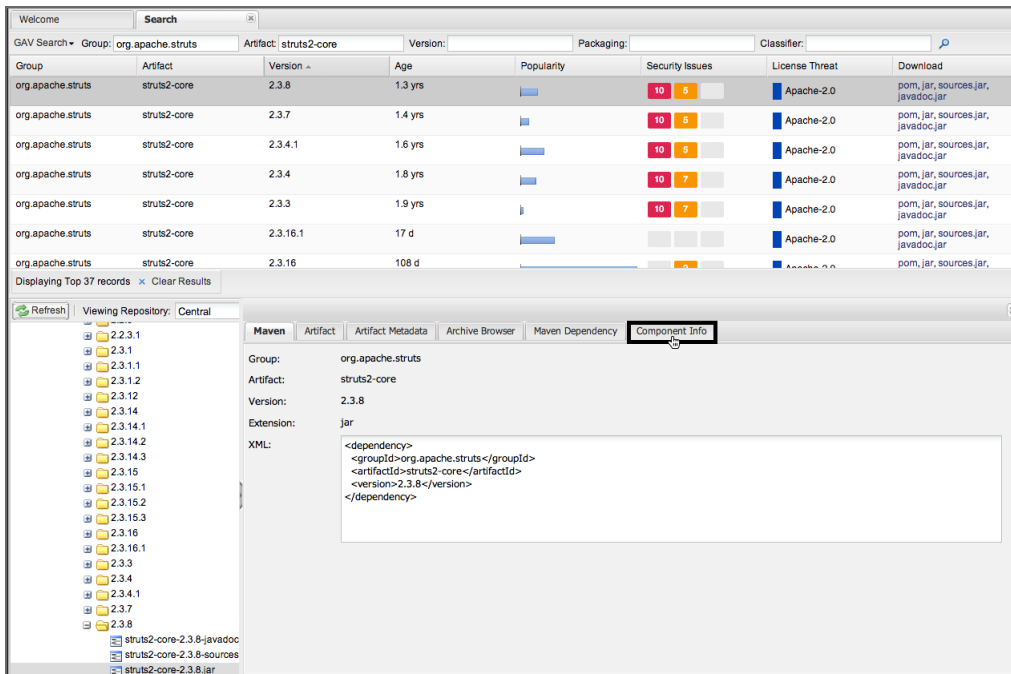 Welcome Search
GAV Search Group: org.apache.struts Artifact: struts2-core Version: Packaging: Classifier:
Group Artifact Version Age Popularity Security Issues License Threat Download
org.apache.struts struts2-core 2.3.8 1.3 yrs 10 5 Apache-2.0 pom, jar, sources.jar,
javadoc.jar
org.apache.struts struts2-core 2.3.7 1.4 yrs 10 5 Apache-2.0 pom, jar, sources.jar,
javadoc.jar
org.apache.struts struts2-core 2.3.4.1 1.6 yrs 10 5 Apache-2.0 pom, jar, sources.jar,
javadoc.jar
org.apache.struts struts2-core 2.3.4 1.8 yrs 10 7 Apache-2.0 pom, jar, sources.jar,
javadoc.jar
org.apache.struts struts2-core 2.3.3 1.9 yrs 10 7 Apache-2.0 pom, jar, sources.jar,
javadoc.jar
org.apache.struts struts2-core 2.3.16.1 17 d Apache-2.0 pom, jar, sources.jar,
javadoc.jar
org.apache.struts struts2-core 2.3.16 108 d Apache-2.0 pom, jar, sources.jar,
Displaying Top 37 records × Clear Results
Refresh Viewing Repository: Central
2.2.3.1
2.3.1
2.3.1.1
2.3.1.2
2.3.12
2.3.14
2.3.14.1
2.3.14.2
2.3.14.3
2.3.15
2.3.15.1
2.3.15.2
2.3.15.3
2.3.16
2.3.16.1
2.3.3
2.3.4
2.3.4.1
2.3.7
2.3.8
struts2-core-2.3.8-javadoc
struts2-core-2.3.8-sources
struts2-core-2.3.8.jar
Maven Artifact Artifact Metadata Archive Browser Maven Dependency Component Info
Group: org.apache.struts
Artifact: struts2-core
Version: 2.3.8
Extension: jar
XML: <dependency>
<groupId>org.apache.struts</groupId>
<artifactId>struts2-core</artifactId>
<version>2.3.8</version>
</dependency>